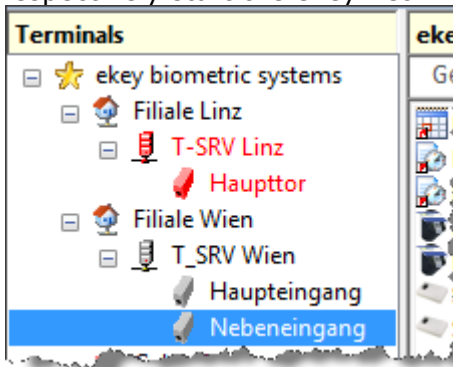 Terminals
eke
ekey biometric systems
Ge
Filiale Linz
T-SRV Linz
Haupttor
Filiale Wien
T_SRV Wien
Haupteingang
Nebeneingang